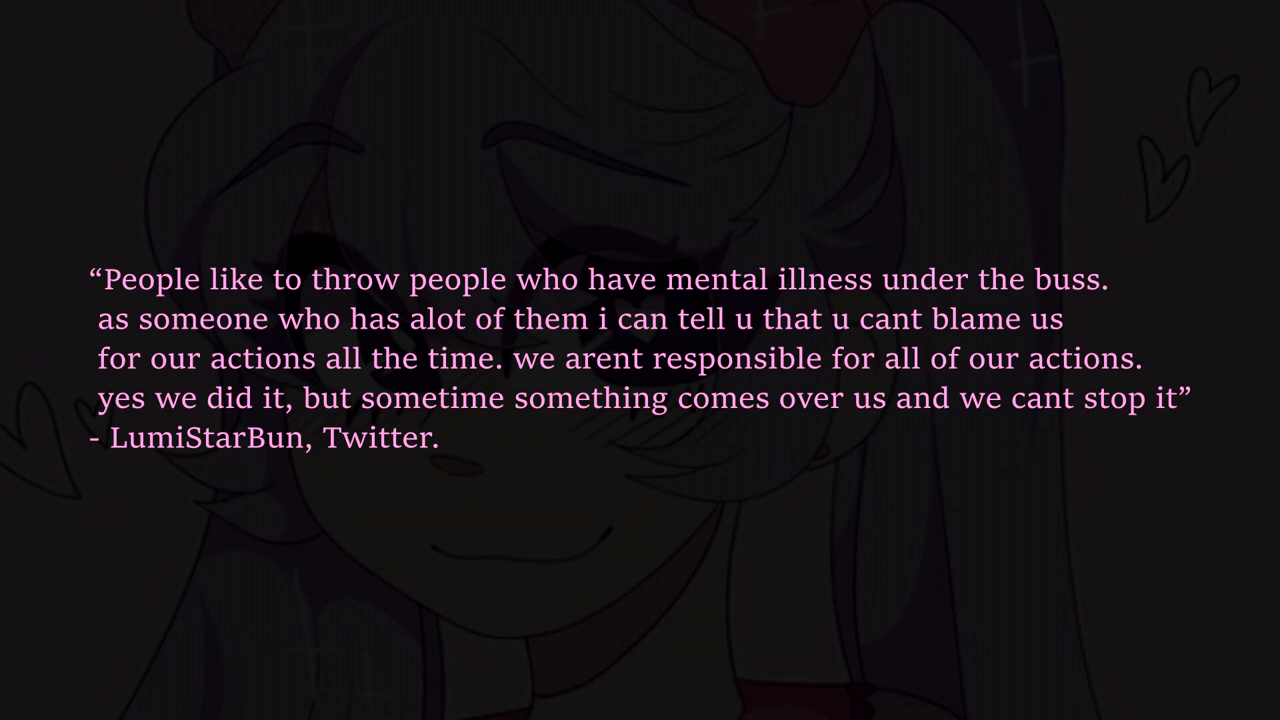 “People like to throw people who have mental illness under the buss.
as someone who has alot of them i can tell u that u cant blame us
for our actions all the time. we arent responsible for all of our actions.
yes we did it, but sometime something comes over us and we cant stop it”
- LumiStarBun, Twitter.